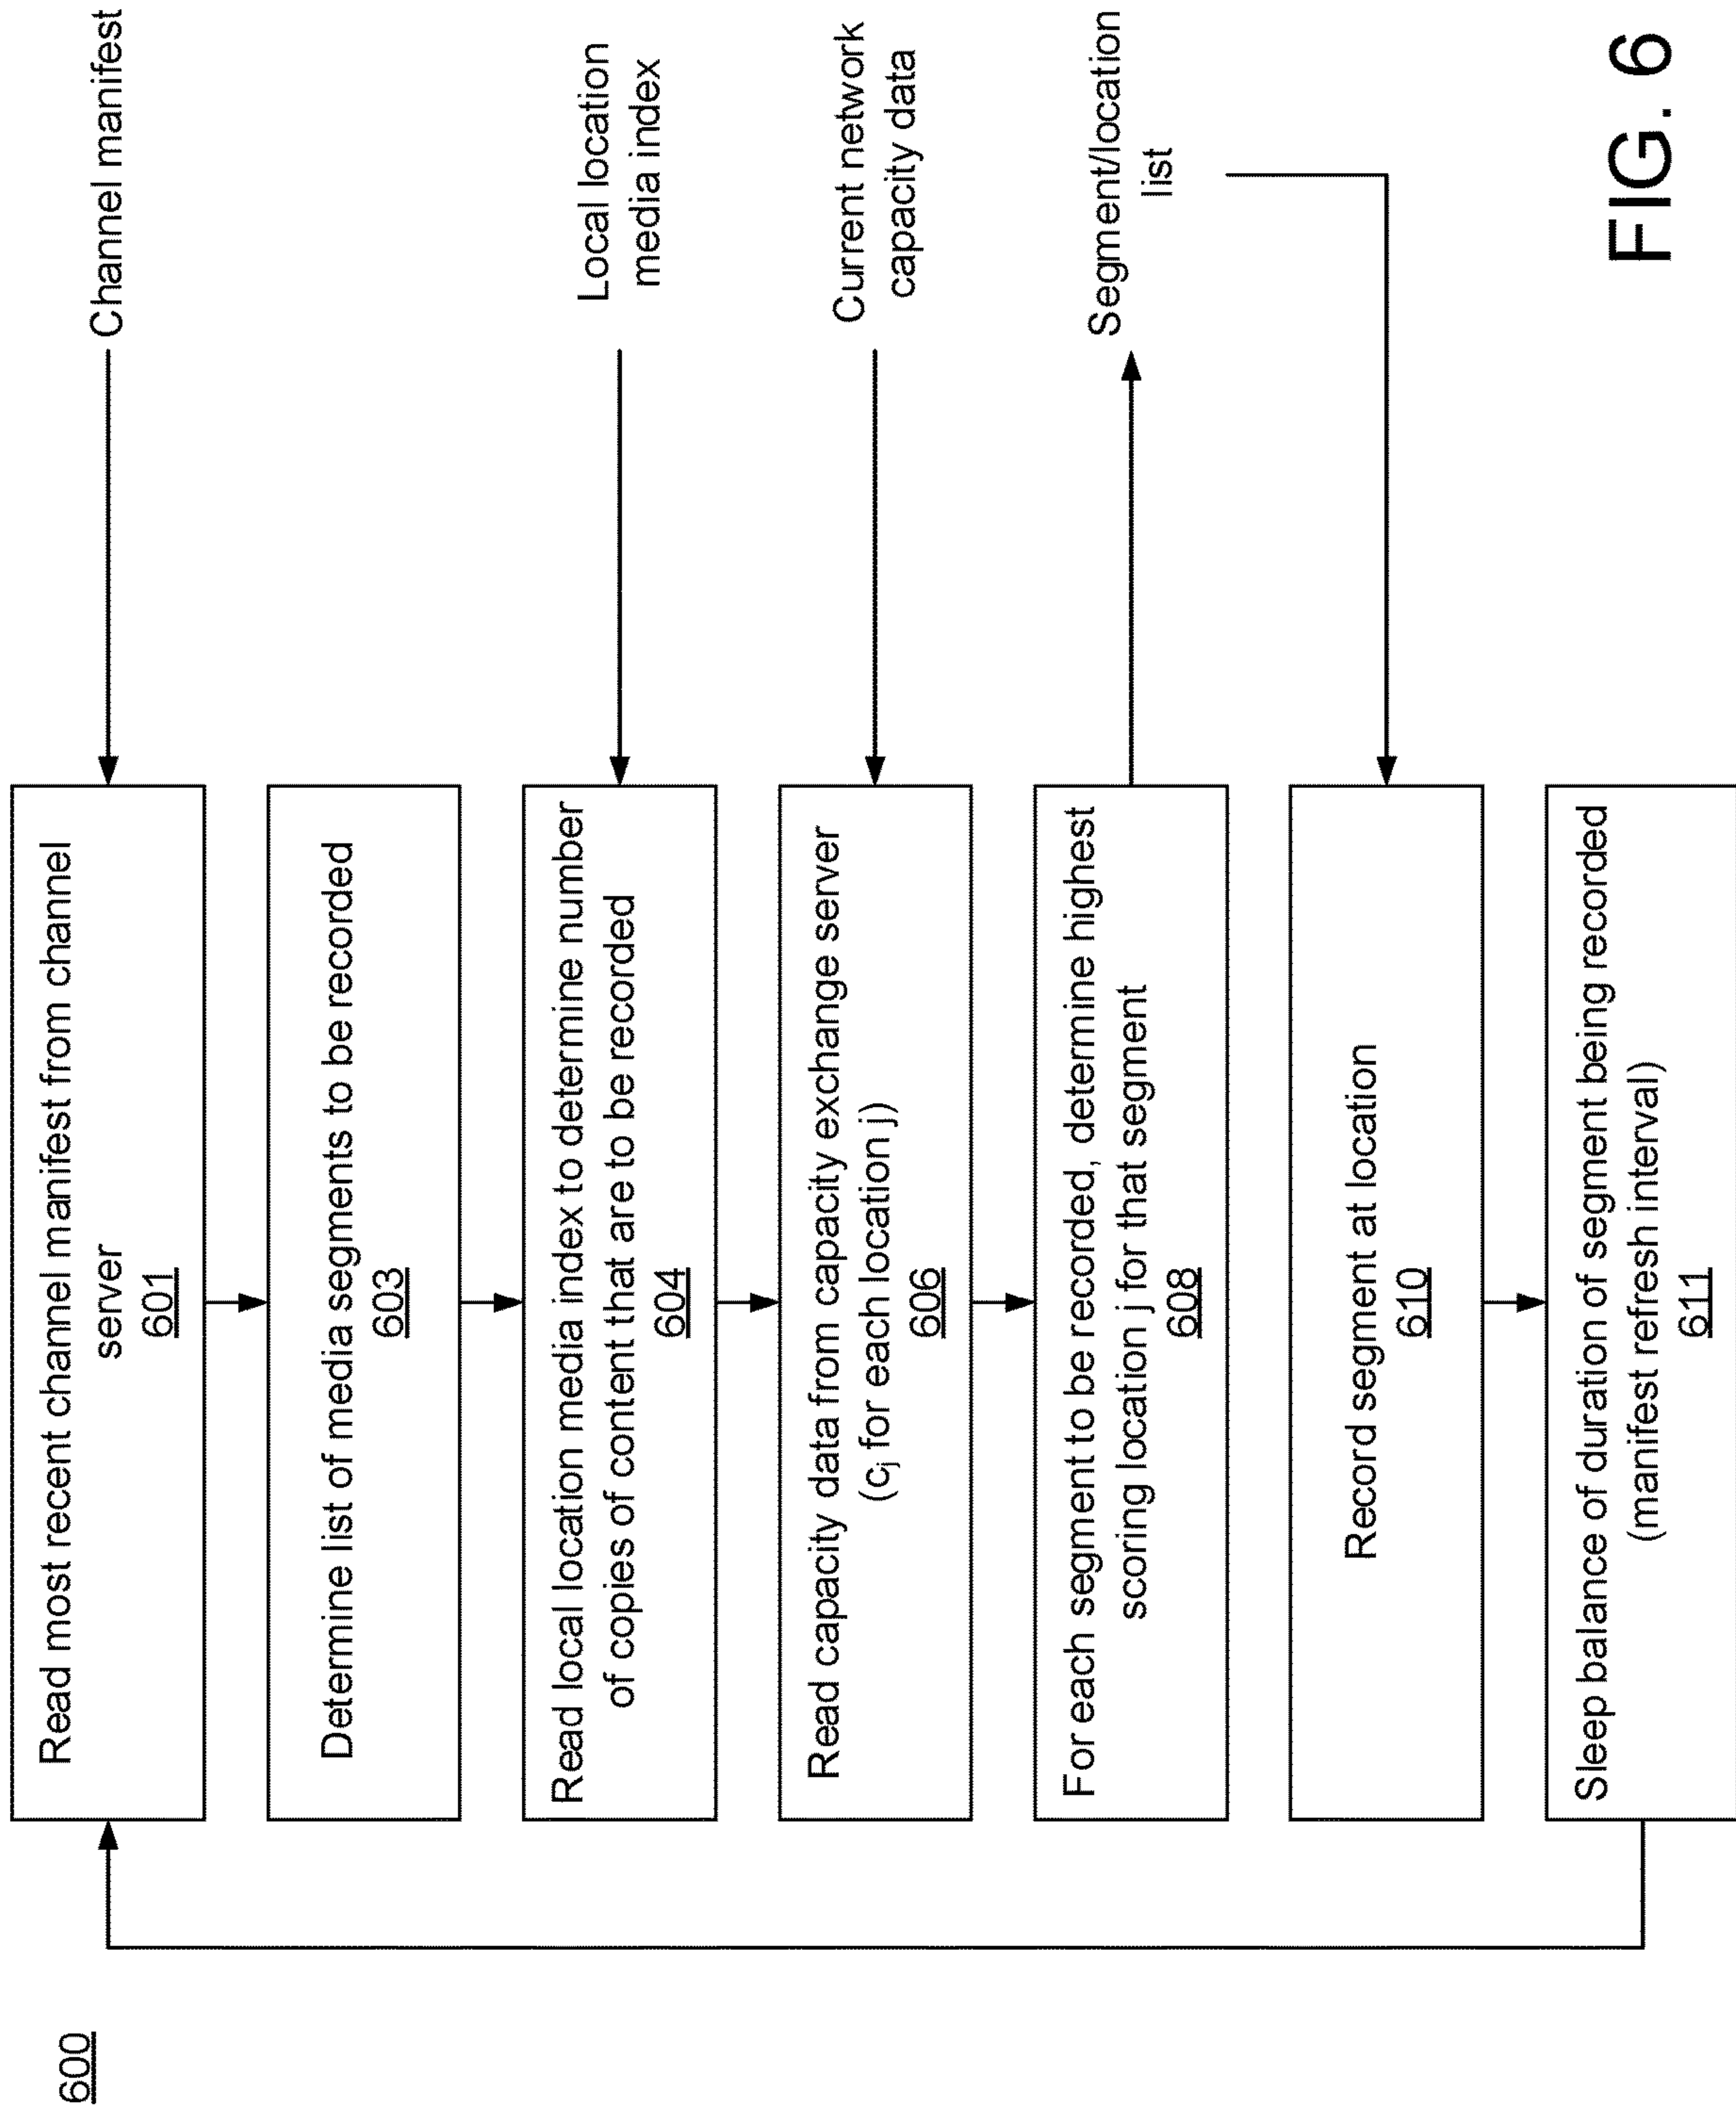 600
Read most recent channel manifest from channel
server
601
Channel manifest
Determine list of media segments to be recorded
603
Read local location media index to determine number
of copies of content that are to be recorded
604
Local location
media index
Read capacity data from capacity exchange server
(cj for each location j)
606
Current network
capacity data
For each segment to be recorded, determine highest
scoring location j for that segment
608
Segment/location
list
Record segment at location
610
Sleep balance of duration of segment being recorded
(manifest refresh interval)
611
FIG. 6